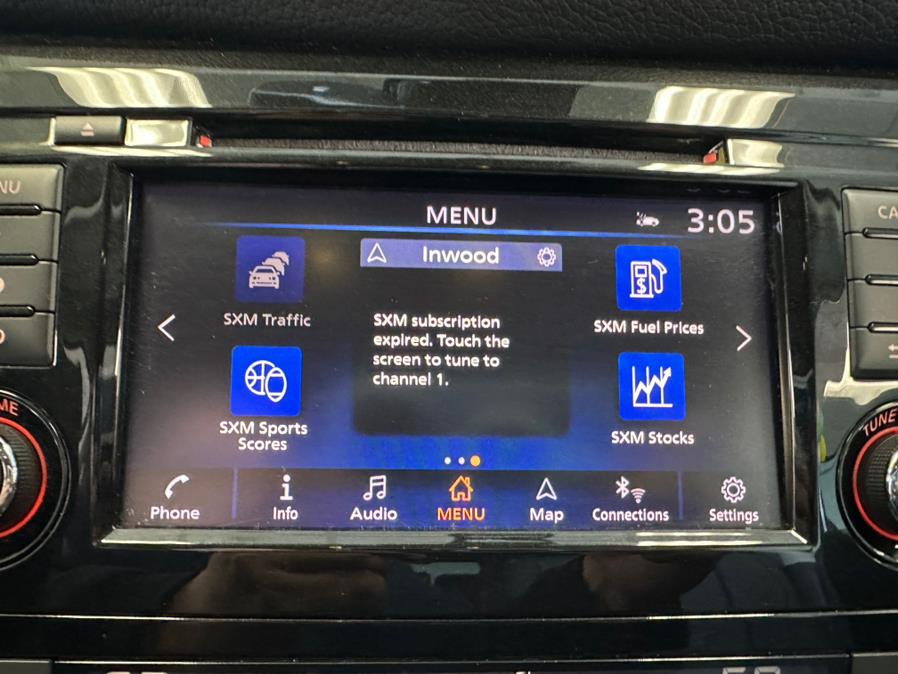 MENU
3:05
Inwood
SXM Traffic
SXM subscription
expired. Touch the
screen to tune to
channel 1.
SXM Fuel Prices
$
SXM Sports
Scores
SXM Stocks
Phone
Info
Audio
MENU
Map
Connections
Settings
TUNE